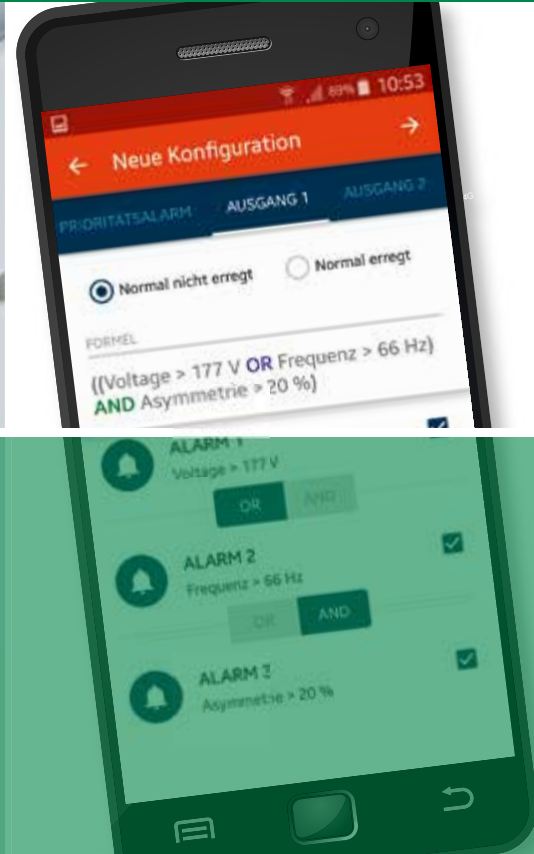 89% 10:53
Neue Konfiguration
PRIORITÄTSALARM AUSGANG 1 AUSGANG 2
Normal nicht erregt Normal erregt
FORMEL
((Voltage > 177 V OR Frequenz > 66 Hz)
AND Asymmetrie > 20 %)
ALARM 1
Voltage > 177 V
OR AND
ALARM 2
Frequenz > 66 Hz
OR AND
ALARM 3
Asymmetrie > 20 %